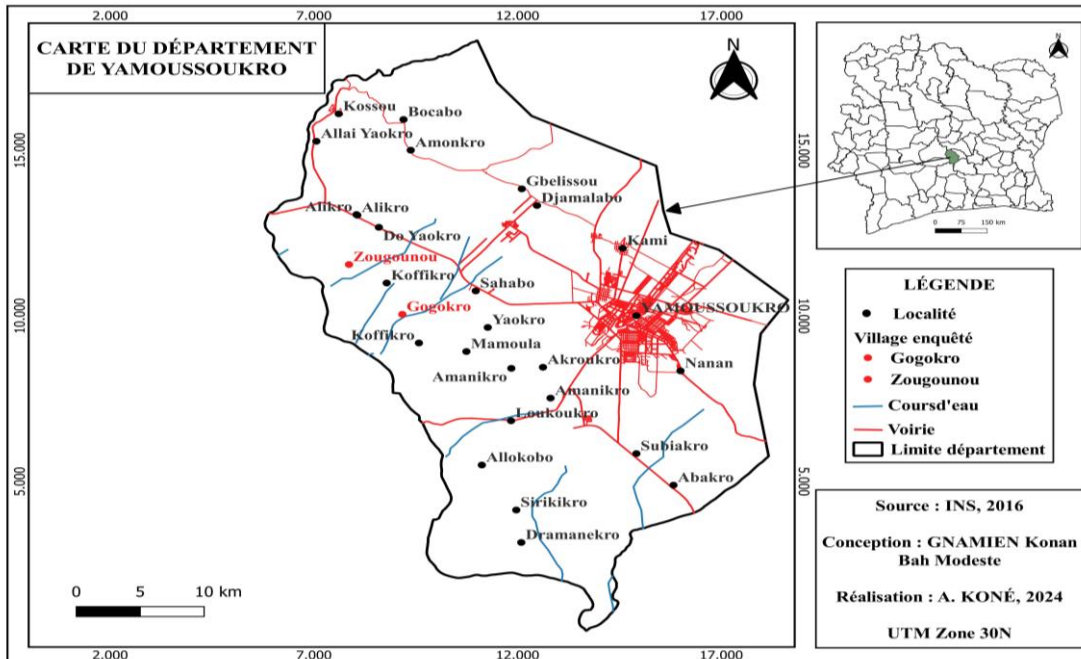 2.000 7.000 12.000 17.000
CARTE DU DÉPARTEMENT
DE YAMOUSSOUKRO
N
N
Kossou
Bocabo
Allai Yaokro
Amonkro
15.000
15.000
Gbelissou
Djamalabo
Alikro
Alikro
Do Yaokro
Kami
Zougounou
Koffikro
Sahabo
Gogokro
YAMOUSSOUKRO
10.000
10.000
Yaokro
Koffikro
Mamoula
Akroukro
Nanan
Amanikro
Amanikro
Loukoukro
Subiakro
Allokobo
Abakro
5.000
5.000
Sirikikro
Dramanekro
0 5 10 km
2.000 7.000 12.000 17.000
0 75 150 km
LÉGENDE
Localité
Village enquêté
Gogokro
Zougounou
Coursd'eau
Voirie
Limite département
Source : INS, 2016
Conception : GNAMIEN Konan
Bah Modeste
Réalisation : A. KONÉ, 2024
UTM Zone 30N